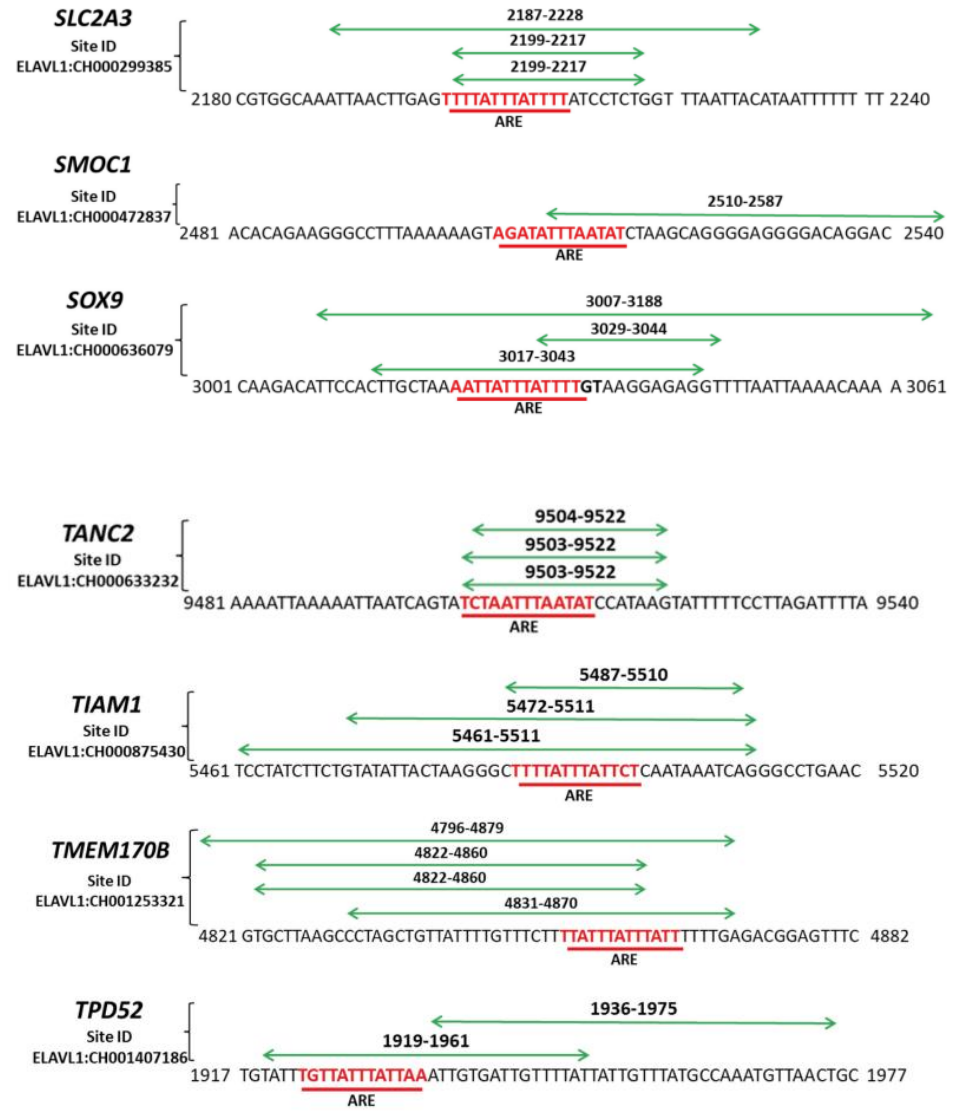 SLC2A3
Site ID
ELAVL1:CH000299385
2187-2228
2199-2217
2199-2217
2180 CGTGGCAAATTAACTTGAGTTTTATTTATTTTATCCTCTGGT TTAATTACATAATTTTTT TT 2240
ARE
SMOC1
Site ID
ELAVL1:CH000472837
2510-2587
2481 ACACAGAAGGGCCTTTAAAAAAGTAGATATTTAATATCTAAGCAGGGGAGGGGACAGGAC 2540
ARE
SOX9
Site ID
ELAVL1:CH000636079
3007-3188
3029-3044
3017-3043
3001 CAAGACATTCCACTTGCTAAAAATTATTTATTTTGTAAGGAGAGGTTTTAATTAAAACAAA A 3061
ARE
TANC2
Site ID
ELAVL1:CH000633232
9504-9522
9503-9522
9503-9522
9481 AAAATTAAAAATTAATCAGTATCTAATTTAATATCCATAAGTATTTTTCCTTAGATTTTA 9540
ARE
TIAM1
Site ID
ELAVL1:CH000875430
5487-5510
5472-5511
5461-5511
5461 TCCTATCTTCTGTATATTACTAAGGGCTTTTATTTATTCTCAATAAATCAGGGCCTGAAC 5520
ARE
TMEM170B
Site ID
ELAVL1:CH001253321
4796-4879
4822-4860
4822-4860
4831-4870
4821 GTGCTTAAGCCCTAGCTGTTATTTTGTTTCTTTTATTTATTTATTTTTTGAGACGGAGTTTC 4882
ARE
TPD52
Site ID
ELAVL1:CH001407186
1936-1975
1919-1961
1917 TGTATTTGTTATTTATTAAATTGTGATTGTTTTATTATTGTTTATGCCAAATGTTAACTGC 1977
ARE